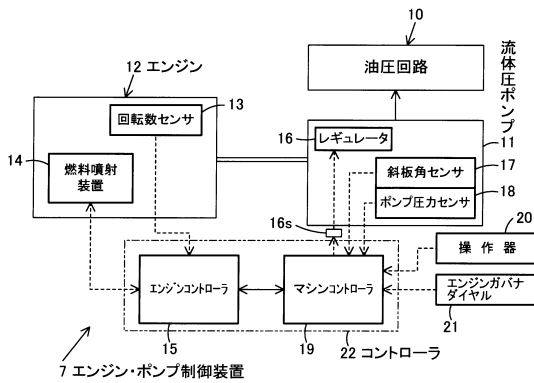 10
油圧回路
流体圧ポンプ
12 エンジン
13
回転数センサ
14
燃料噴射
装置
16
レギュレータ
11
17
斜板角センサ
18
ポンプ圧力センサ
16s
20
操作器
エンジンガバナ
ダイヤル
21
エンジンコントローラ
マシンコントローラ
15
19
22 コントローラ
7 エンジン・ポンプ制御装置